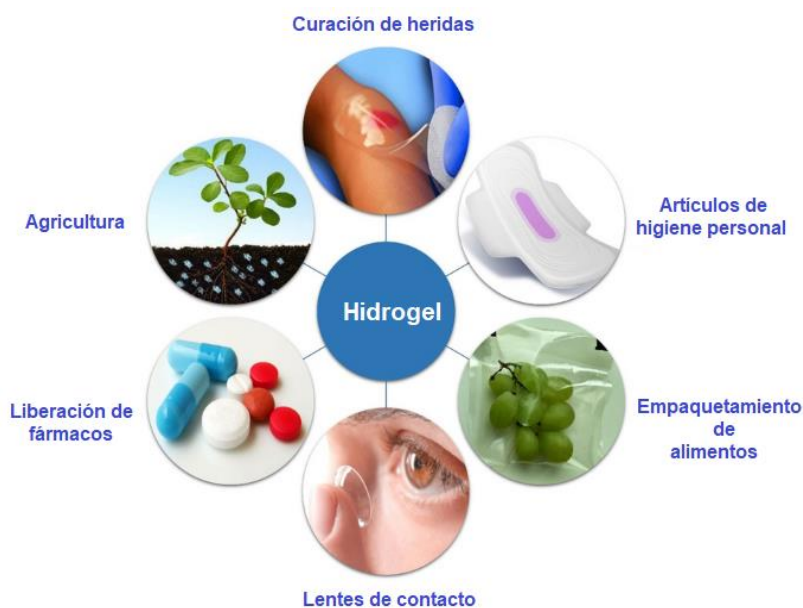 Curación de heridas
Artículos de
higiene personal
Agricultura
Hidrogel
Liberación de
fármacos
Empaquetamiento
de
alimentos
Lentes de contacto